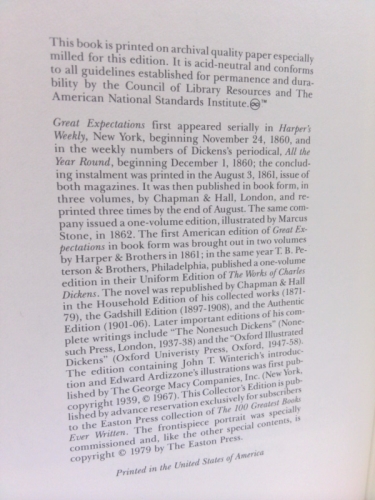 This book is printed on archival quality paper especially
milled for this edition. It is acid-neutral and conforms
to all guidelines established for permanence and dura-
bility by the Council of Library Resources and The
American National Standards Institute.♾™
Great Expectations first appeared serially in Harper's
Weekly, New York, beginning November 24, 1860, and
in the weekly numbers of Dickens's periodical, All the
Year Round, beginning December 1, 1860; the conclud-
ing instalment was printed in the August 3, 1861, issue of
both magazines. It was then published in book form, in
three volumes, by Chapman & Hall, London, and re-
printed three times by the end of August. The same com-
pany issued a one-volume edition, illustrated by Marcus
Stone, in 1862. The first American edition of Great Ex-
pectations in book form was brought out in two volumes
by Harper & Brothers in 1861; in the same year T. B. Pe-
terson & Brothers, Philadelphia, published a one-volume
edition in their Uniform Edition of The Works of Charles
Dickens. The novel was republished by Chapman & Hall
in the Household Edition of his collected works (1871-
79), the Gadshill Edition (1897-1908), and the Authentic
Edition (1901-06). Later important editions of his com-
plete writings include "The Nonesuch Dickens" (None-
such Press, London, 1937-38) and the "Oxford Illustrated
Dickens" (Oxford Univeristy Press, Oxford, 1947-58).
The edition containing John T. Winterich's introduc-
tion and Edward Ardizzone's illustrations was first pub-
lished by The George Macy Companies, Inc. (New York,
copyright 1939, © 1967). This Collector's Edition is pub-
lished by advance reservation exclusively for subscribers
to the Easton Press collection of The 100 Greatest Books
Ever Written. The frontispiece portrait was specially
commissioned and, like the other special contents, is
copyright © 1979 by The Easton Press.
Printed in the United States of America